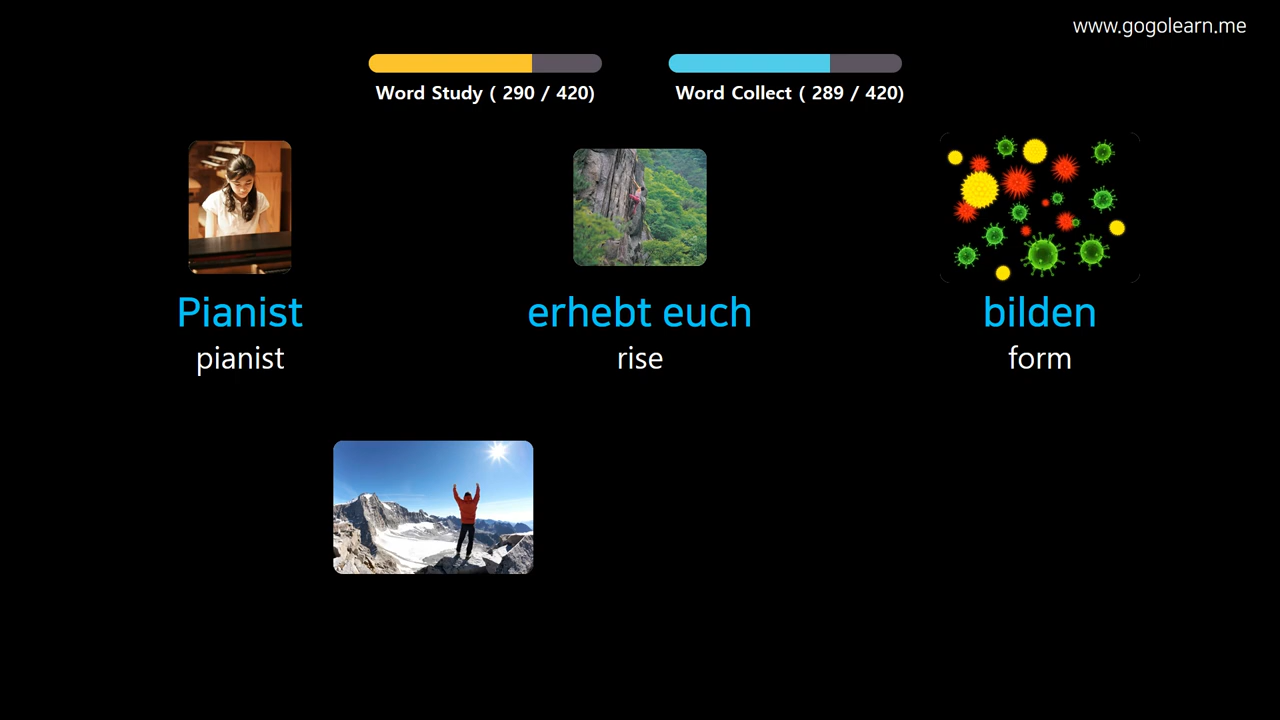 www.gogolearn.me
Word Study ( 290 / 420)
Word Collect ( 289 / 420)
Pianist
pianist
erhebt euch
rise
bilden
form